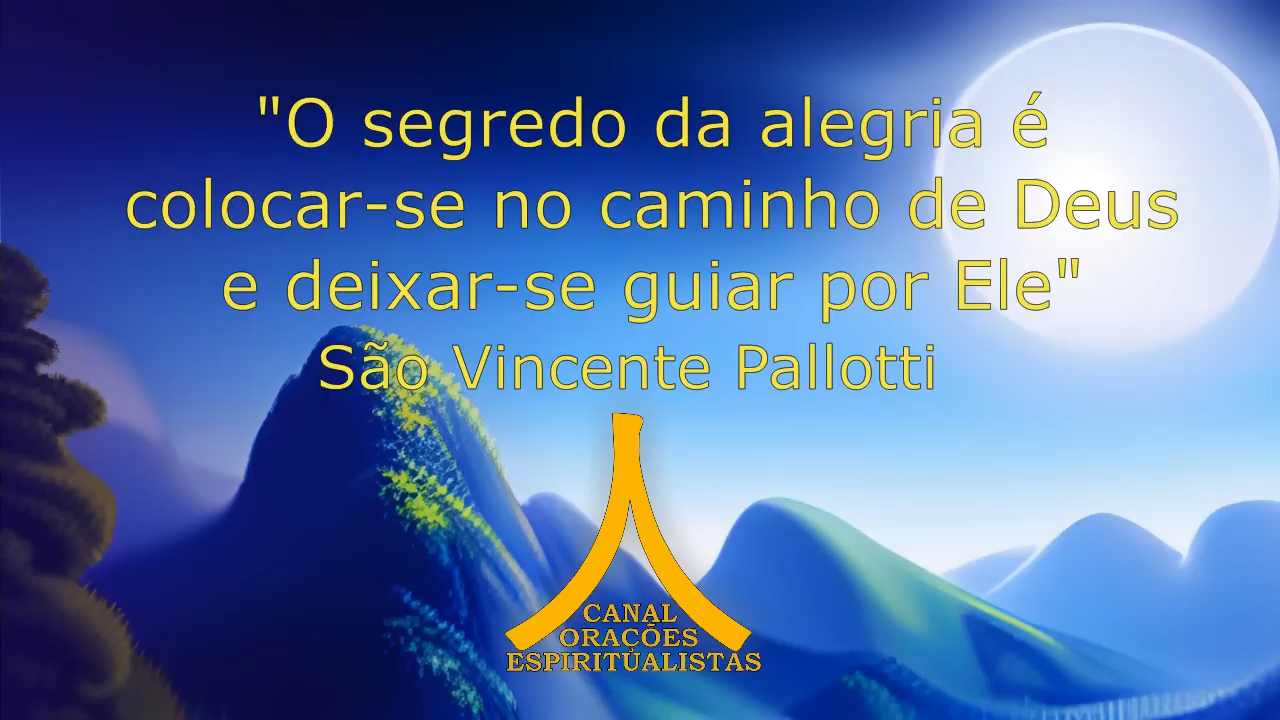 "O segredo da alegria é
colocar-se no caminho de Deus
e deixar-se guiar por Ele"
São Vincente Pallotti
CANAL
ORAÇÕES
ESPIRITUALISTAS